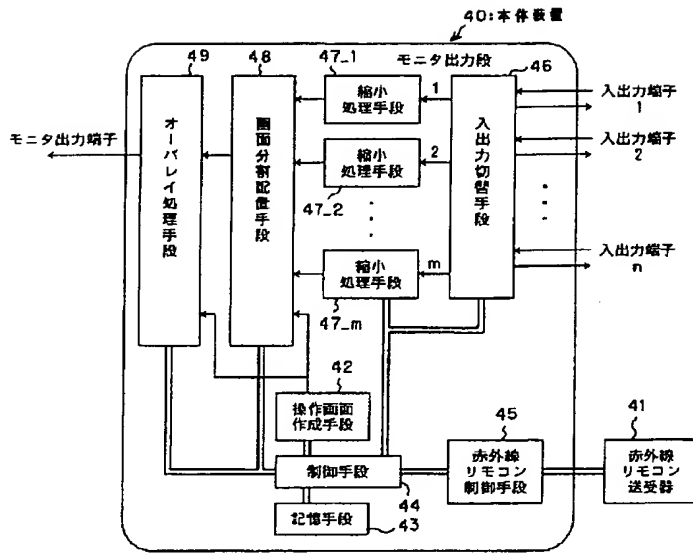 40:本体装置
モニタ出力段
49
48
47_1
46
縮小
処理手段
1
入出力端子
1
モニタ出力端子
オーバレイ処理手段
画面分割配置手段
縮小
処理手段
2
入出力切替手段
入出力端子
2
47_2
縮小
処理手段
m
入出力端子
n
47_m
42
操作画面
作成手段
45
41
制御手段
44
赤外線
リモコン
制御手段
赤外線
リモコン
送受器
記憶手段
43